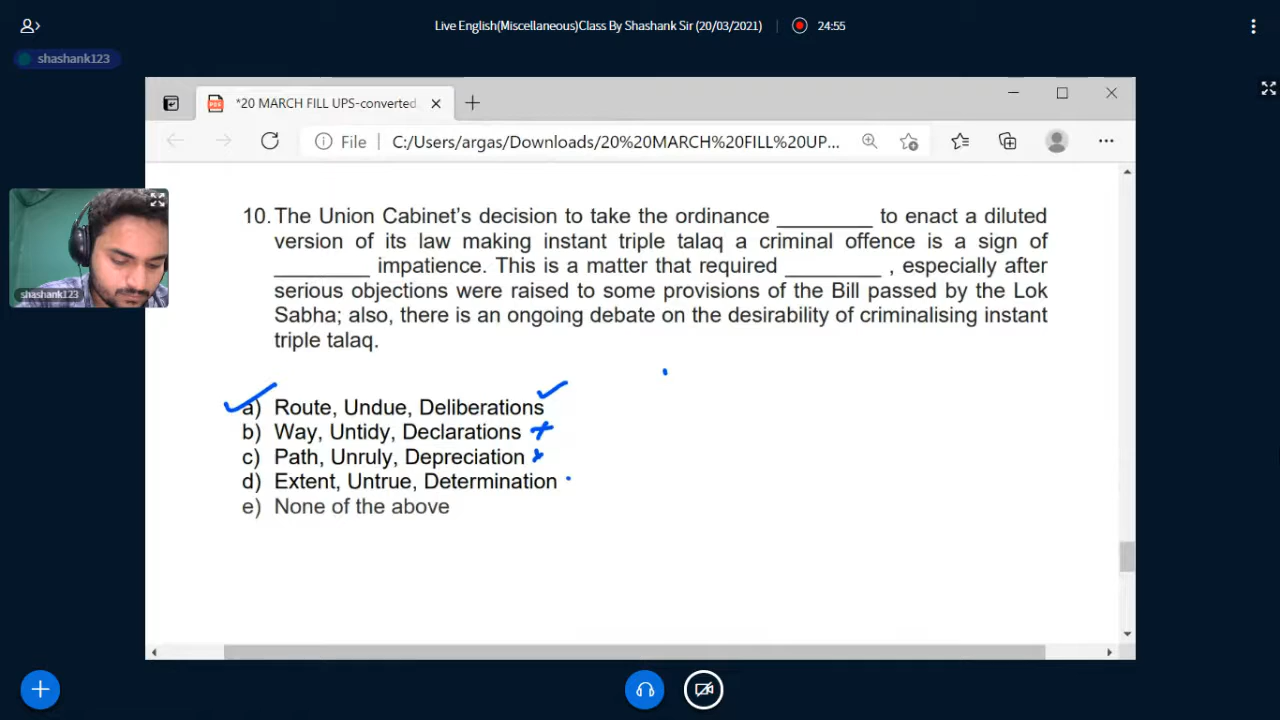 Live English(Miscellaneous)Class By Shashank Sir (20/03/2021) 24:55
shashank123
*20 MARCH FILL UPS-converted
File C:/Users/argas/Downloads/20%20MARCH%20FILL%20UP...
shashank123
10. The Union Cabinet's decision to take the ordinance _________ to enact a diluted
version of its law making instant triple talaq a criminal offence is a sign of
_________ impatience. This is a matter that required _________ , especially after
serious objections were raised to some provisions of the Bill passed by the Lok
Sabha; also, there is an ongoing debate on the desirability of criminalising instant
triple talaq.
a) Route, Undue, Deliberations
b) Way, Untidy, Declarations
c) Path, Unruly, Depreciation
d) Extent, Untrue, Determination
e) None of the above